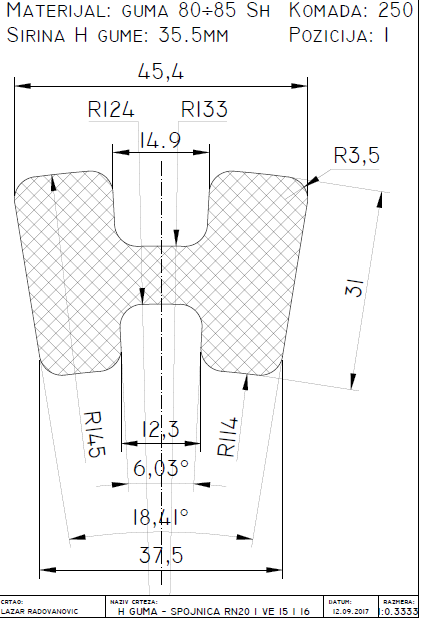 MATERIJAL: GUMA 80÷85 SH KOMADA: 250
SIRINA H GUME: 35.5MM POZICIJA: I
45,4
R124 R133
14.9
R3,5
31
R145
12,3
R114
6,03°
18,41°
37,5
CRTAO: NAZIV CRTEZA: DATUM: RAZMERA:
LAZAR RADOVANOVIC H GUMA - SPOJNICA RN20 I VE 15 I 16 12.09.2017 1:0.3333